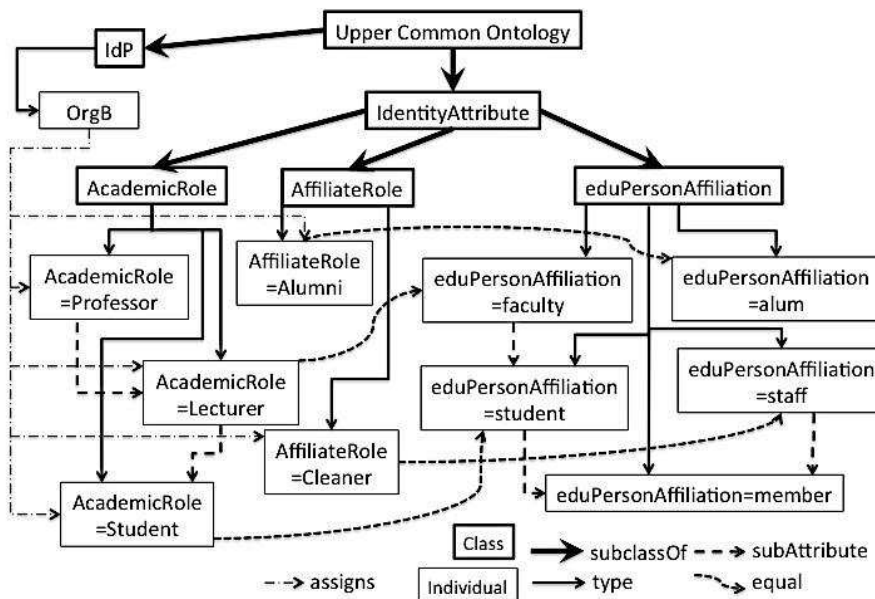 Upper Common Ontology
IdP
OrgB
IdentityAttribute
AcademicRole
AffiliateRole
eduPersonAffiliation
AcademicRole
=Professor
AffiliateRole
=Alumni
eduPersonAffiliation
=faculty
eduPersonAffiliation
=alum
AcademicRole
=Lecturer
eduPersonAffiliation
=student
eduPersonAffiliation
=staff
AffiliateRole
=Cleaner
AcademicRole
=Student
eduPersonAffiliation=member
Class
subclassOf
subAttribute
assigns
Individual
type
equal